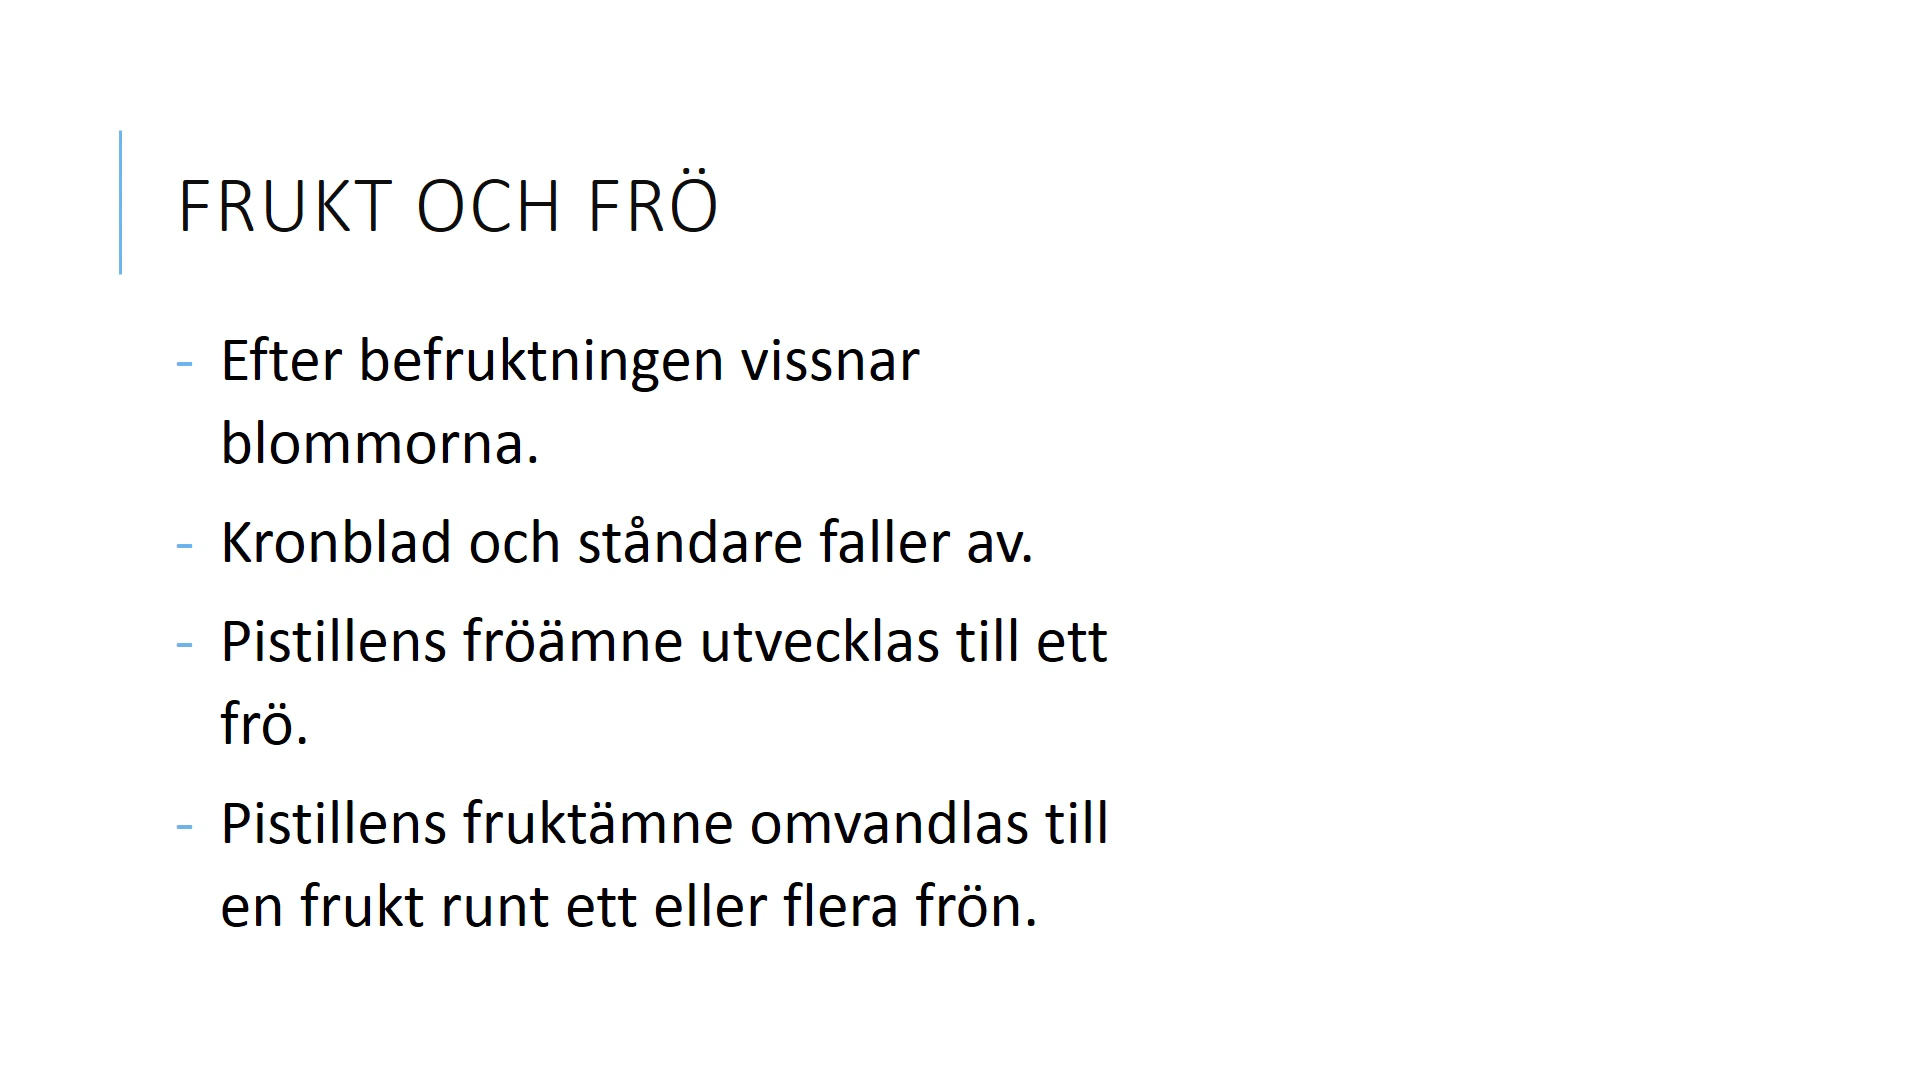 FRUKT OCH FRÖ
- Efter befruktningen vissnar
blommorna.
- Kronblad och ståndare faller av.
- Pistillens fröämne utvecklas till ett
frö.
- Pistillens fruktämne omvandlas till
en frukt runt ett eller flera frön.